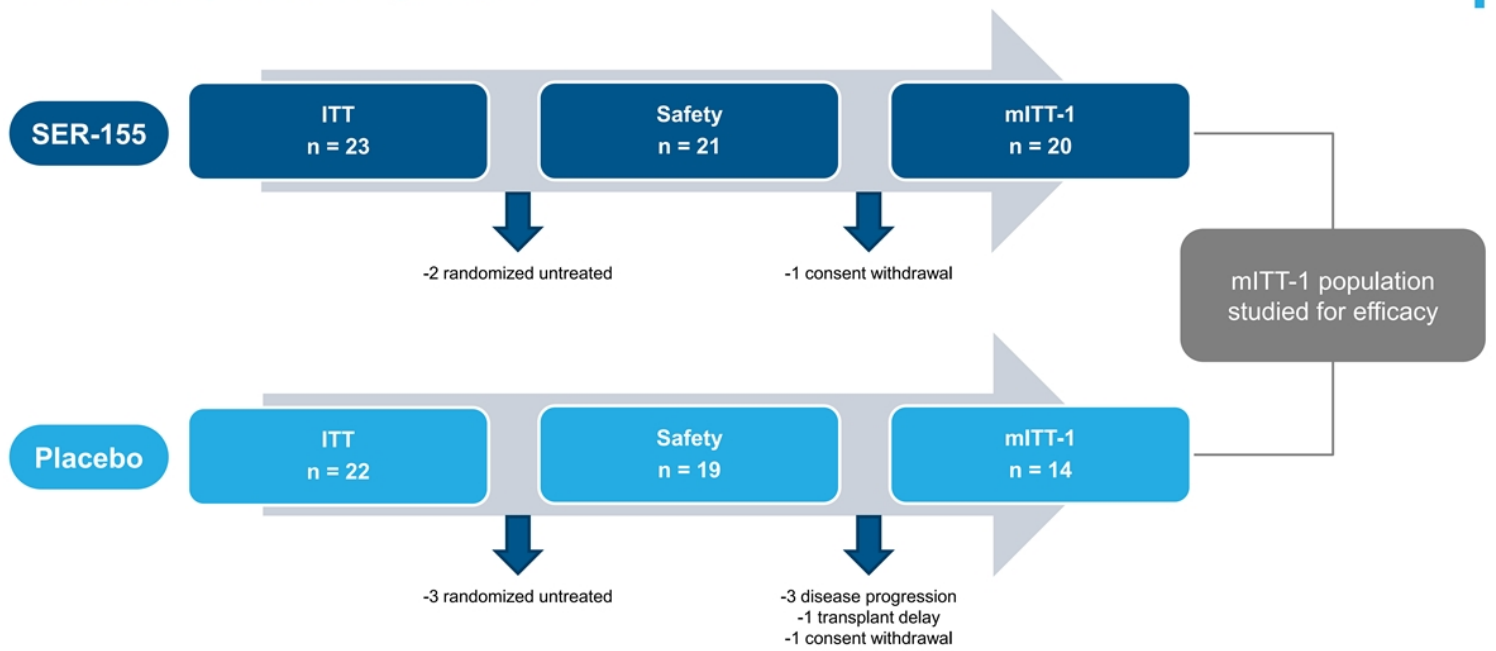 SER-155
ITT
n = 23
Safety
n = 21
mITT-1
n = 20
-2 randomized untreated
-1 consent withdrawal
mITT-1 population
studied for efficacy
Placebo
ITT
n = 22
Safety
n = 19
mITT-1
n = 14
-3 randomized untreated
-3 disease progression
-1 transplant delay
-1 consent withdrawal